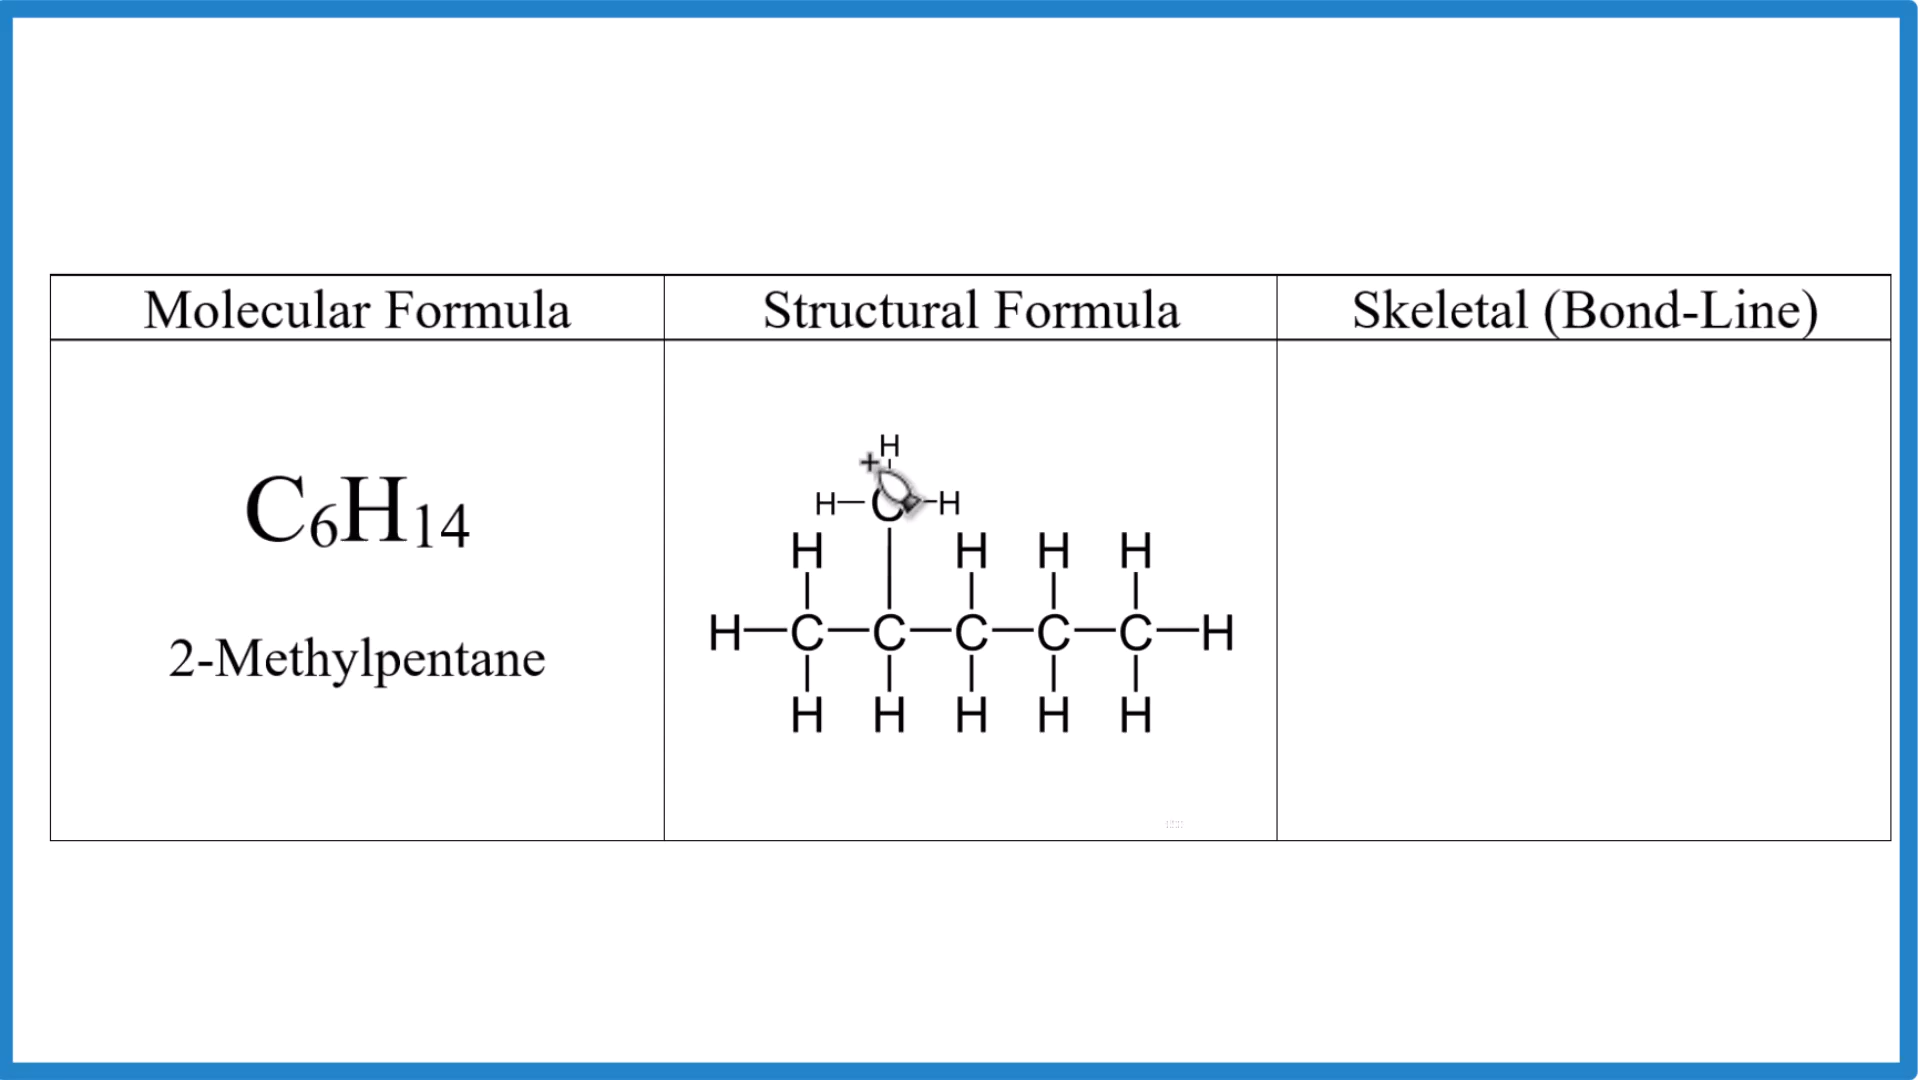 Molecular Formula Structural Formula Skeletal (Bond-Line)
C₆H₁₄
2-Methylpentane
H
H—C—H
H H H H
H—C—C—C—C—C—H
H H H H H